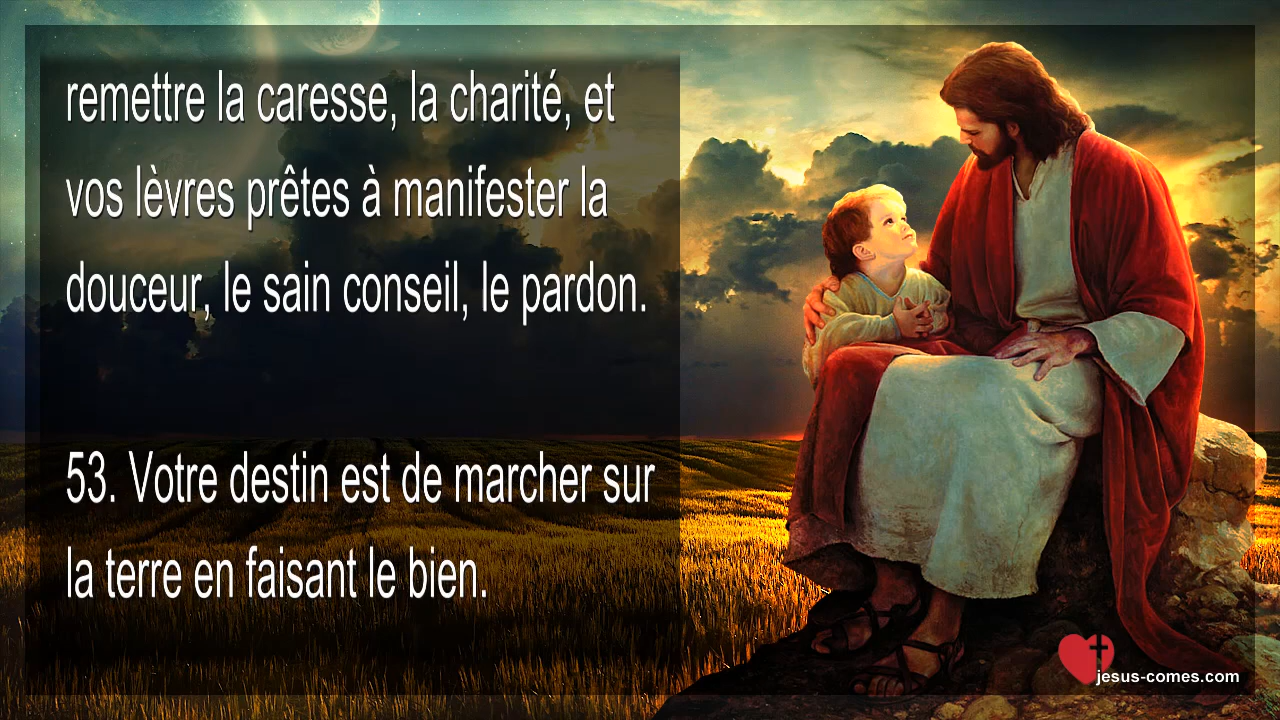 remettre la caresse, la charité, et
vos lèvres prêtes à manifester la
douceur, le sain conseil, le pardon.
53. Votre destin est de marcher sur
la terre en faisant le bien.
jesus-comes.com